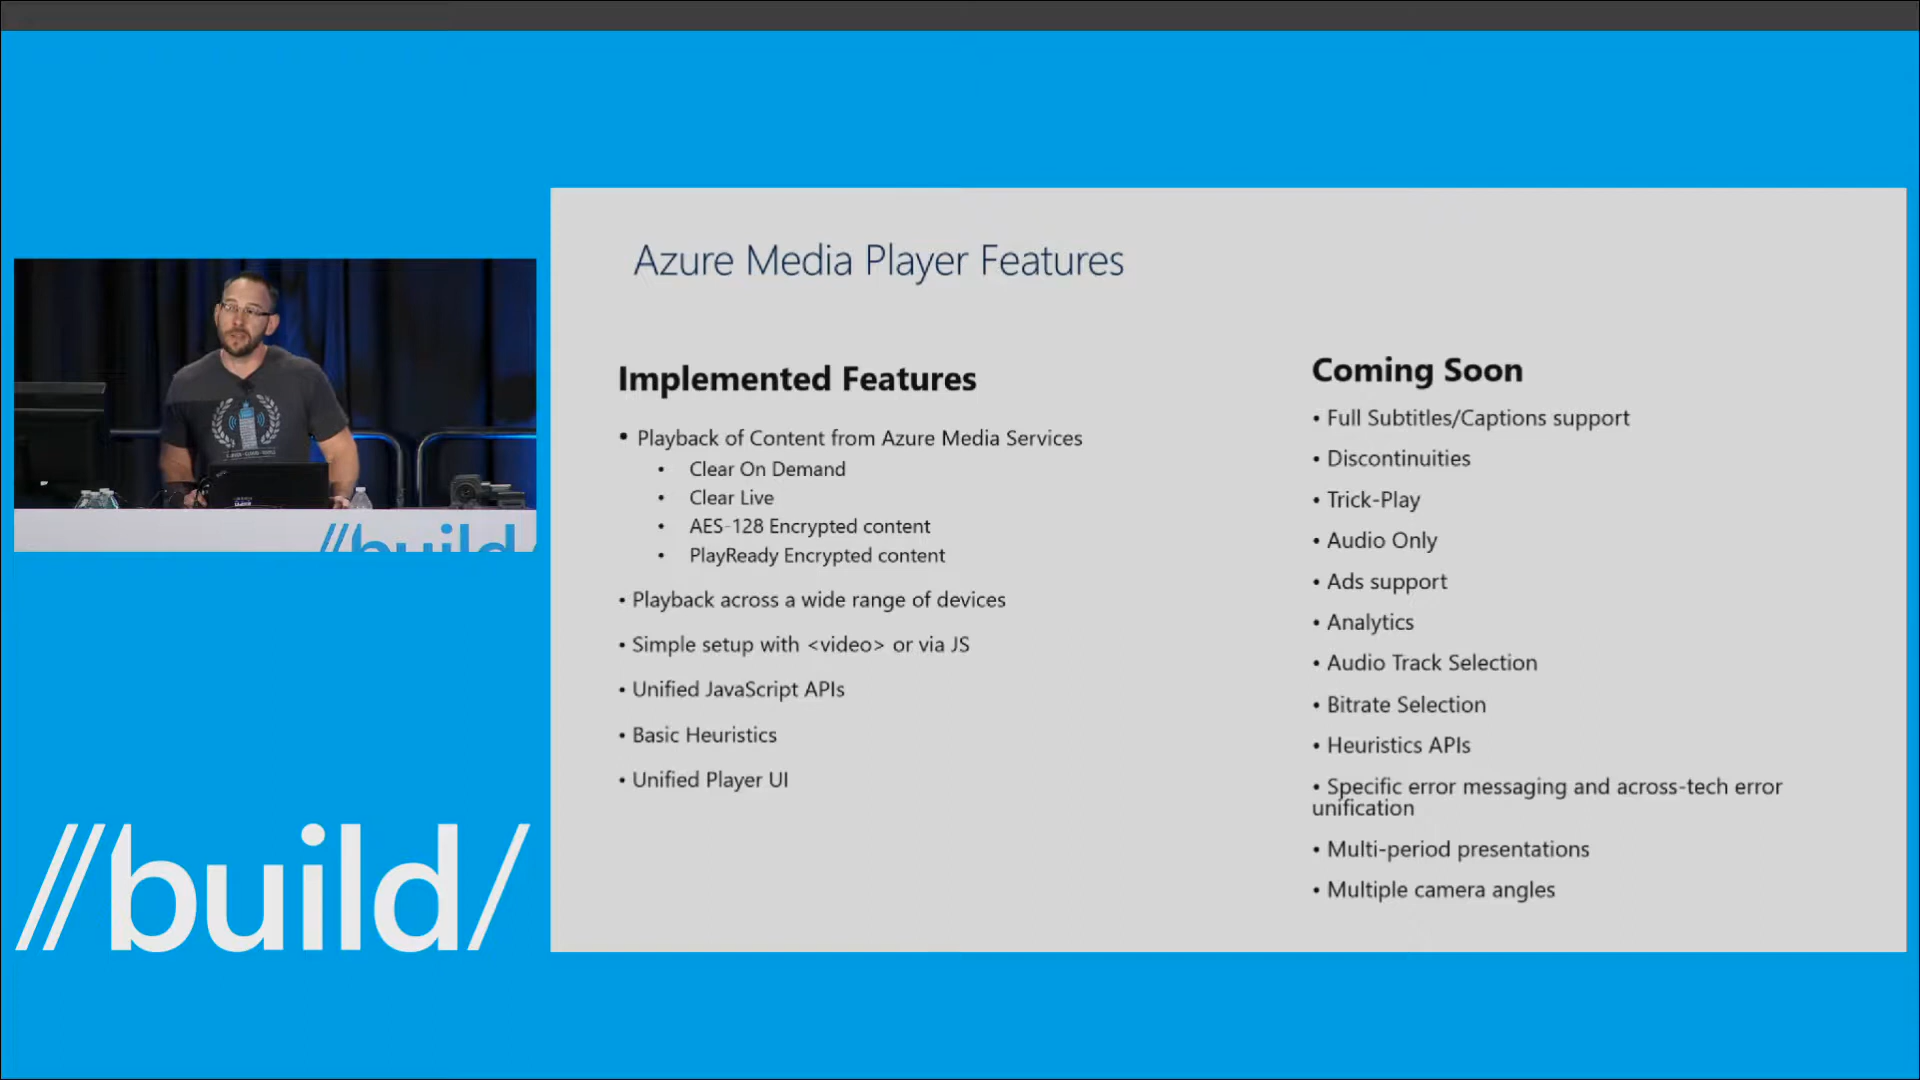 Azure Media Player Features
Implemented Features
• Playback of Content from Azure Media Services
• Clear On Demand
• Clear Live
• AES-128 Encrypted content
• PlayReady Encrypted content
• Playback across a wide range of devices
• Simple setup with <video> or via JS
• Unified JavaScript APIs
• Basic Heuristics
• Unified Player UI
Coming Soon
• Full Subtitles/Captions support
• Discontinuities
• Trick-Play
• Audio Only
• Ads support
• Analytics
• Audio Track Selection
• Bitrate Selection
• Heuristics APIs
• Specific error messaging and across-tech error
unification
• Multi-period presentations
• Multiple camera angles
//build/
//build/